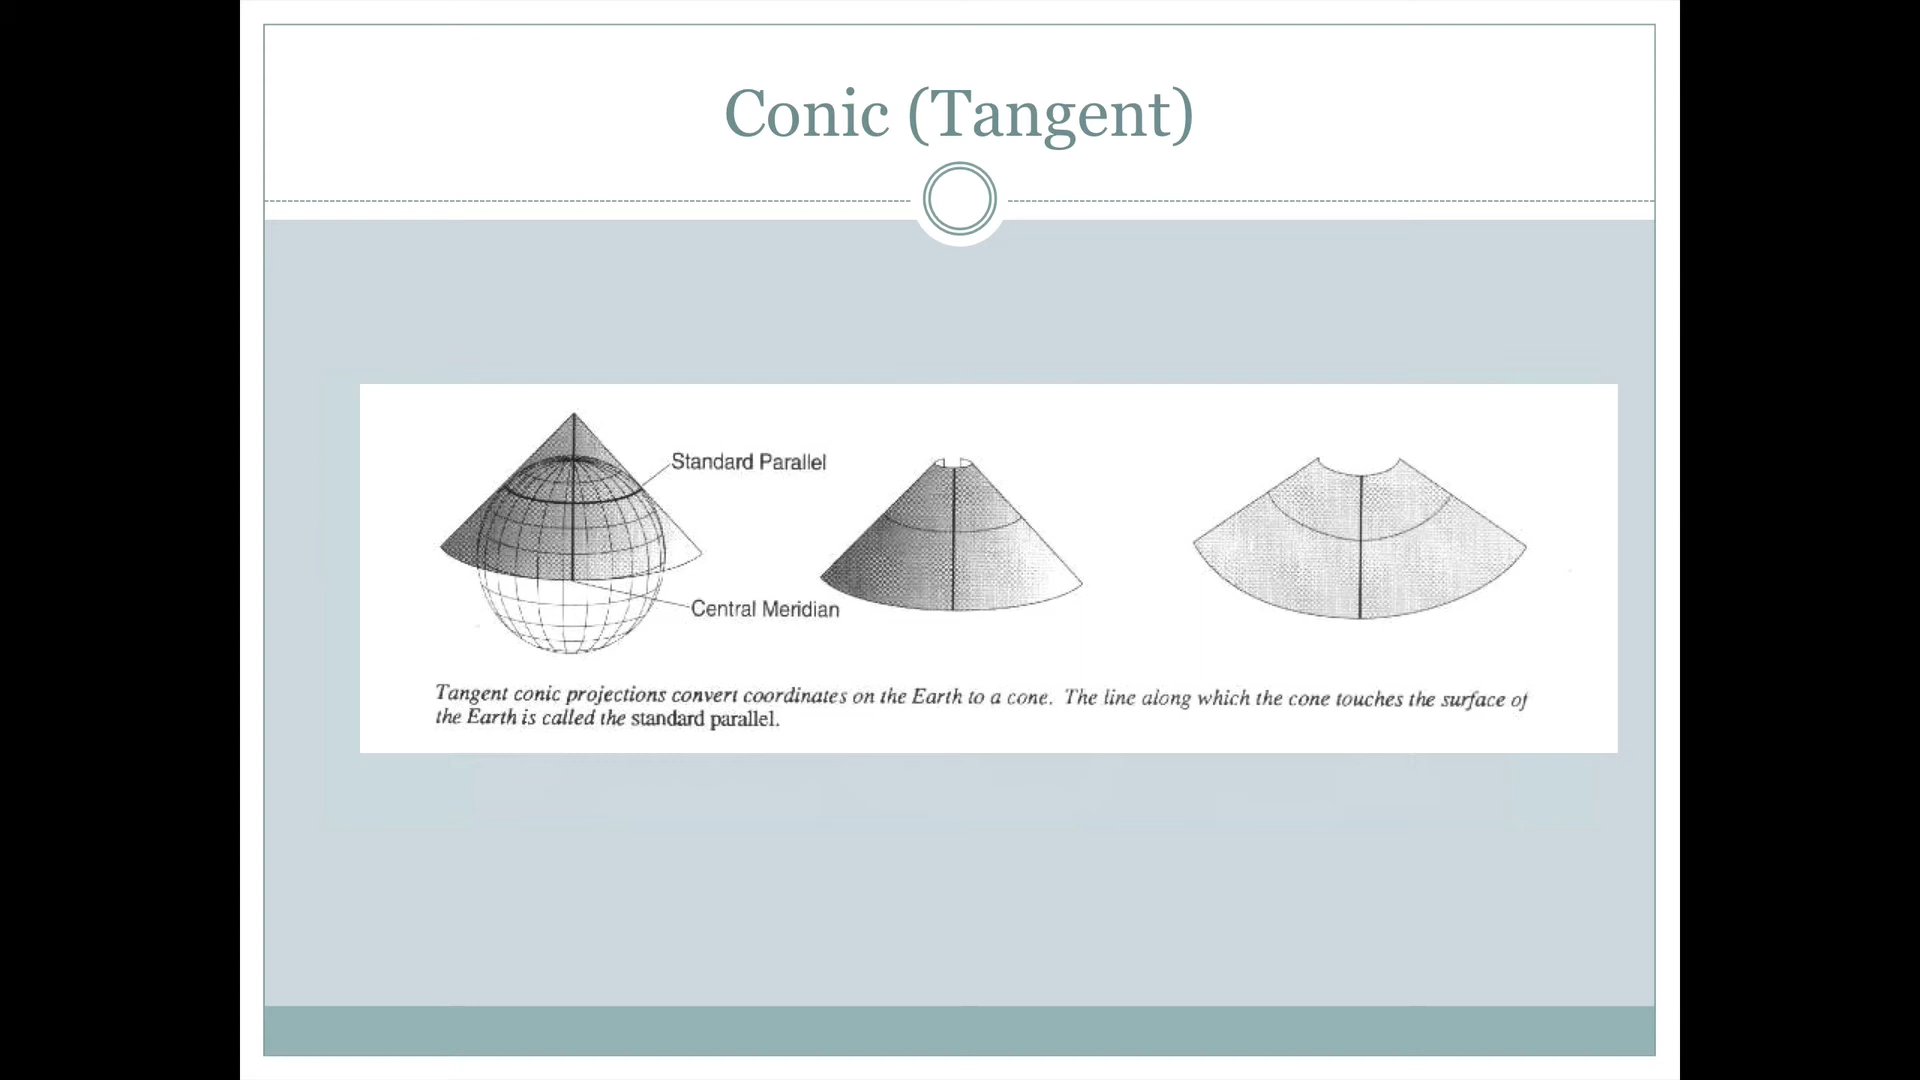 Conic (Tangent)
Standard Parallel
Central Meridian
Tangent conic projections convert coordinates on the Earth to a cone. The line along which the cone touches the surface of
the Earth is called the standard parallel.